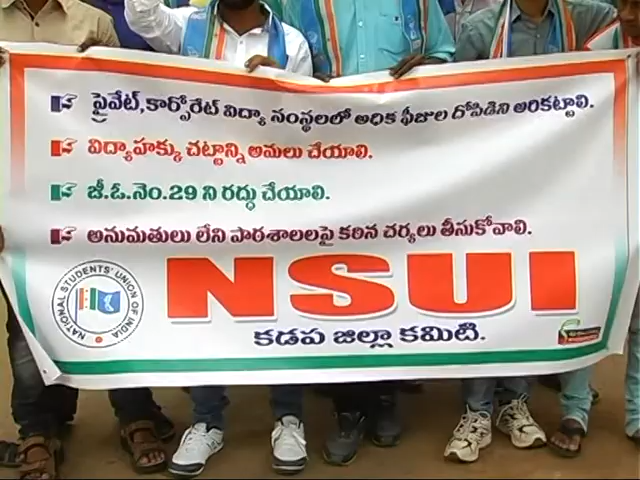 ప్రైవేట్,కార్పోరేట్ విద్యా సంస్థలలో అధిక ఫీజుల దోపిడిని అరికట్టాలి.
విద్యాహక్కు చట్టాన్ని అమలు చేయాలి.
జీ.ఓ.నెం.29 ని రద్దు చేయాలి.
అనుమతులు లేని పాఠశాలలపై కఠిన చర్యలు తీసుకోవాలి.
NATIONAL STUDENTS' UNION OF INDIA
NSUI
కడప జిల్లా కమిటి.